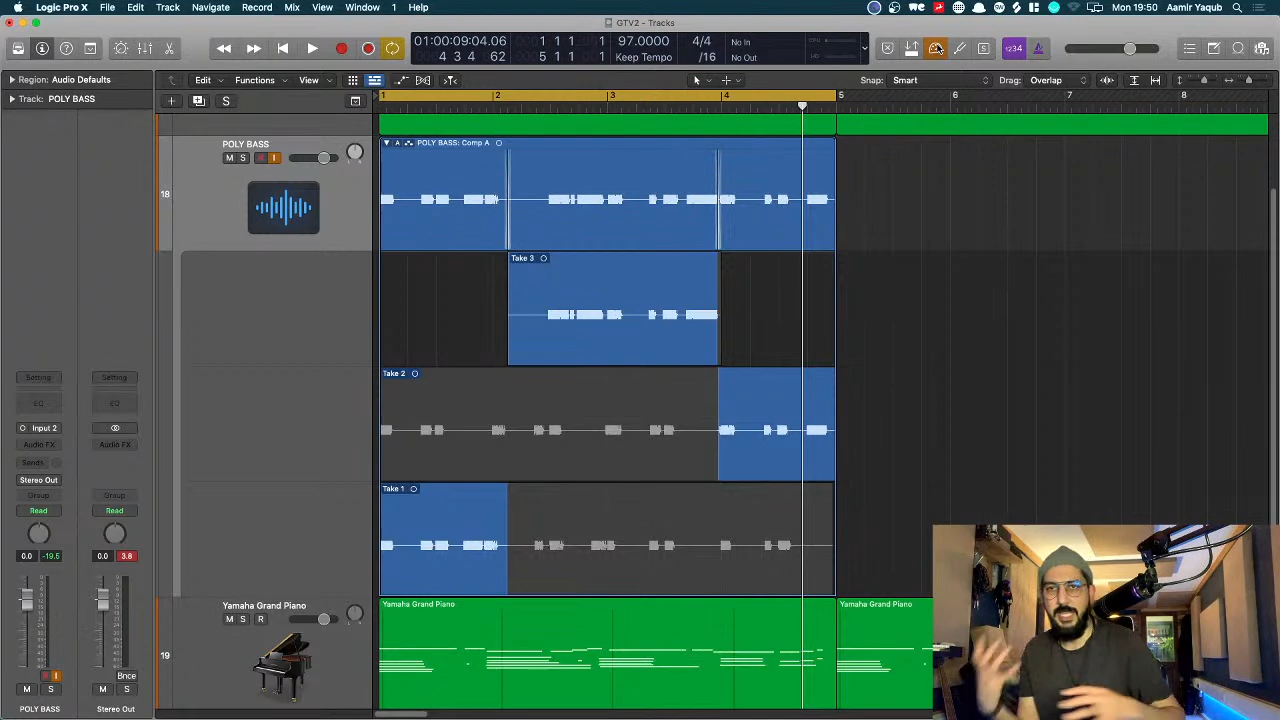 Logic Pro X File Edit Track Navigate Record Mix View Window 1 Help
Mon 19:50 Aamir Yaqub
GTV2 - Tracks
01:00:09:04.06 1 1 1 1 97.0000 4/4 No In
4 3 4 62 5 1 1 1 Keep Tempo /16 No Out
CPU
HD
1234
Region: Audio Defaults
Track: POLY BASS
Edit Functions View
Snap: Smart Drag: Overlap
1 2 3 4 5 6 7 8
18
POLY BASS
M S R I
POLY BASS: Comp A
A
Take 3
Take 2
Take 1
Setting Setting
EQ EQ
Input 2
Audio FX Audio FX
Sends
Stereo Out
Group Group
Read Read
0.0 -19.5 0.0 3.8
R I Bnce
M S M S
POLY BASS Stereo Out
19
Yamaha Grand Piano
M S R
Yamaha Grand Piano Yamaha Grand Piano